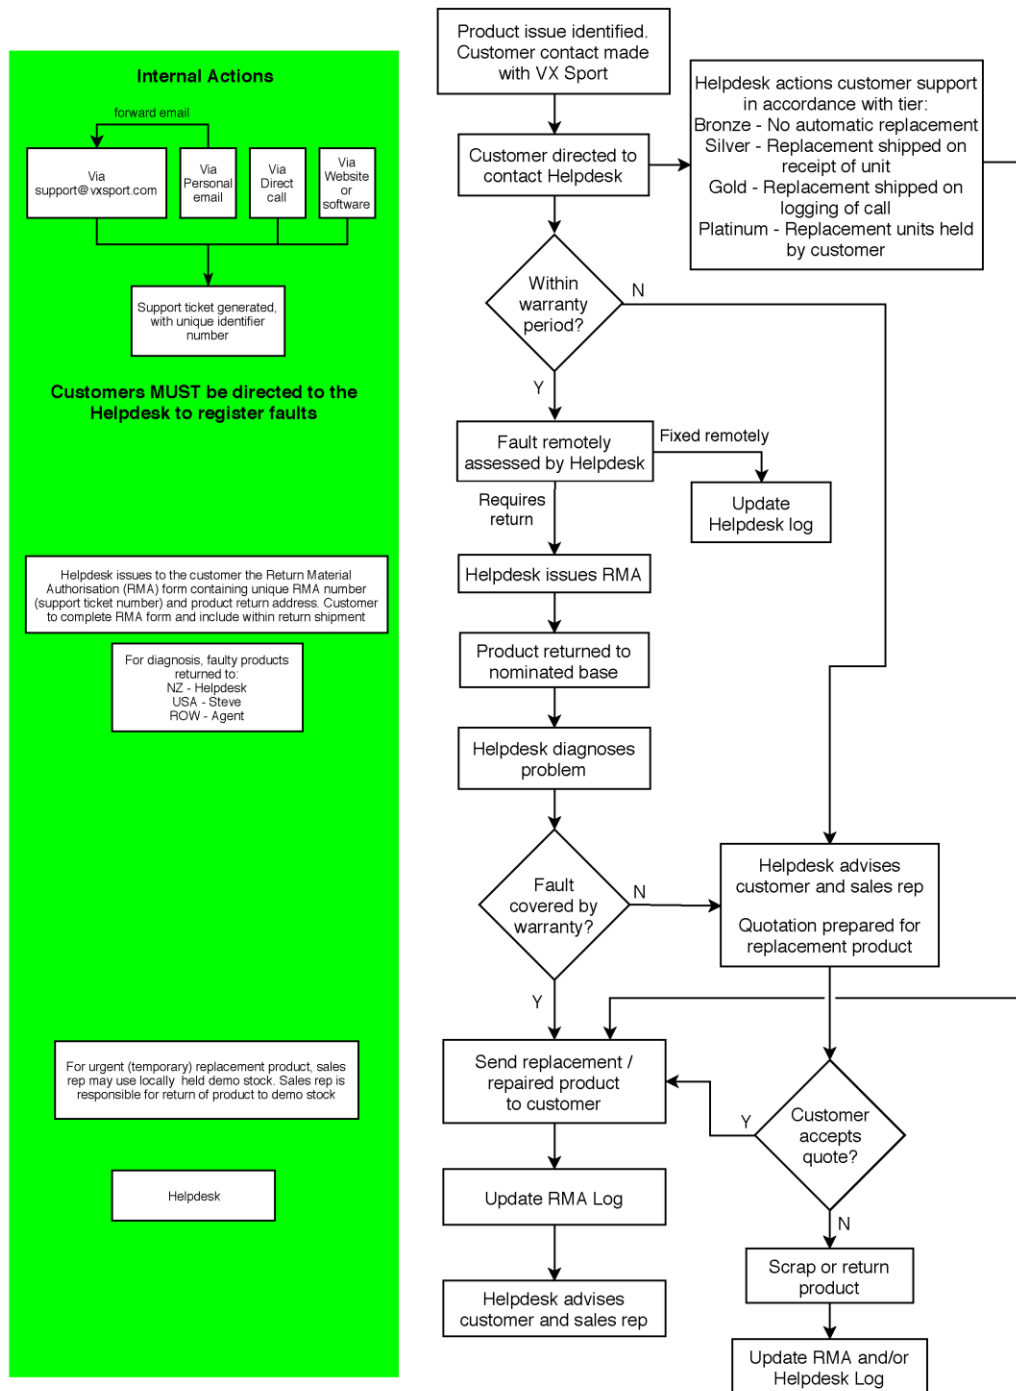 Internal Actions
forward email
Via
support@vxsport.com
Via
Personal
email
Via
Direct
call
Via
Website
or
software
Support ticket generated,
with unique identifier
number
Customers MUST be directed to the
Helpdesk to register faults
Helpdesk issues to the customer the Return Material
Authorisation (RMA) form containing unique RMA number
(support ticket number) and product return address. Customer
to complete RMA form and include within return shipment
For diagnosis, faulty products
returned to:
NZ - Helpdesk
USA - Steve
ROW - Agent
For urgent (temporary) replacement product, sales
rep may use locally held demo stock. Sales rep is
responsible for return of product to demo stock
Helpdesk
Product issue identified.
Customer contact made
with VX Sport
Customer directed to
contact Helpdesk
Helpdesk actions customer support
in accordance with tier:
Bronze - No automatic replacement
Silver - Replacement shipped on
receipt of unit
Gold - Replacement shipped on
logging of call
Platinum - Replacement units held
by customer
Within
warranty
period?
N
Y
Fault remotely
assessed by Helpdesk
Fixed remotely
Update
Helpdesk log
Requires
return
Helpdesk issues RMA
Product returned to
nominated base
Helpdesk diagnoses
problem
Fault
covered by
warranty?
N
Y
Helpdesk advises
customer and sales rep
Quotation prepared for
replacement product
Send replacement /
repaired product
to customer
Customer
accepts
quote?
Y
N
Update RMA Log
Helpdesk advises
customer and sales rep
Scrap or return
product
Update RMA and/or
Helpdesk Log